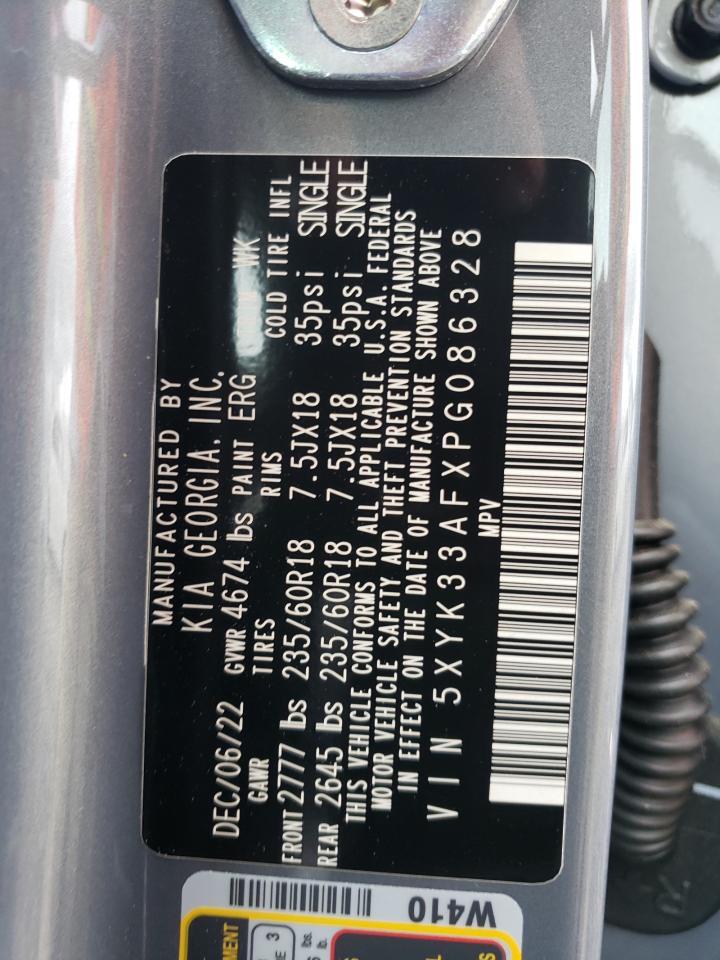 MANUFACTURED BY
KIA GEORGIA, INC.
DEC/06/22 GVWR 4674 lbs PAINT ERG WK
GAWR TIRES RIMS COLD TIRE INFL
FRONT 2777 lbs 235/60R18 7.5JX18 35psi SINGLE
REAR 2645 lbs 235/60R18 7.5JX18 35psi SINGLE
THIS VEHICLE CONFORMS TO ALL APPLICABLE U.S.A. FEDERAL
MOTOR VEHICLE SAFETY AND THEFT PREVENTION STANDARDS
IN EFFECT ON THE DATE OF MANUFACTURE SHOWN ABOVE
VIN 5XYK33AFXPG086328
MPV
W410
3
lbs.
lb.